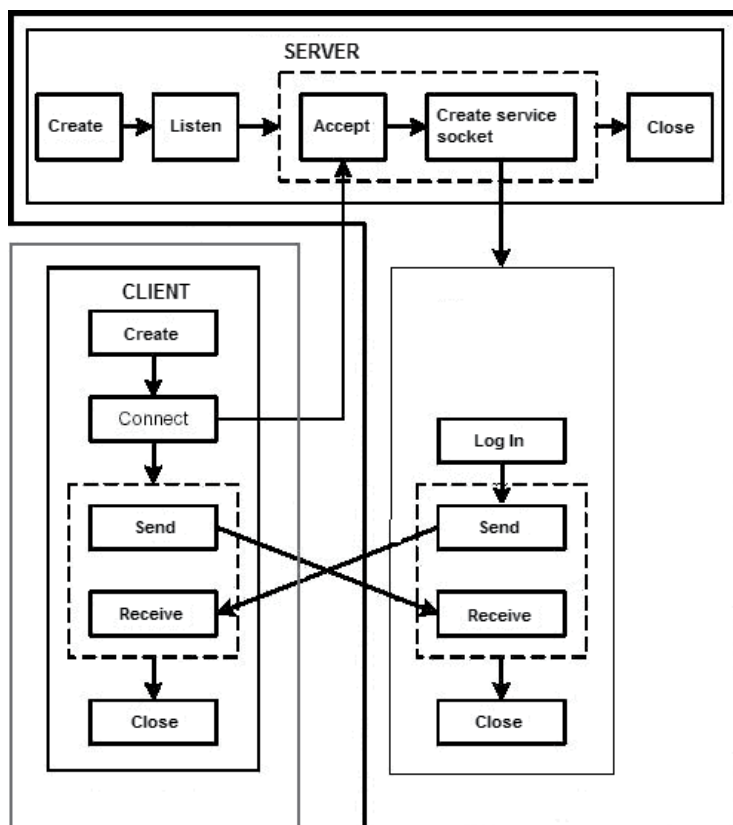 SERVER
Create
Listen
Accept
Create service
socket
Close
CLIENT
Create
Connect
Send
Receive
Close
Log In
Send
Receive
Close